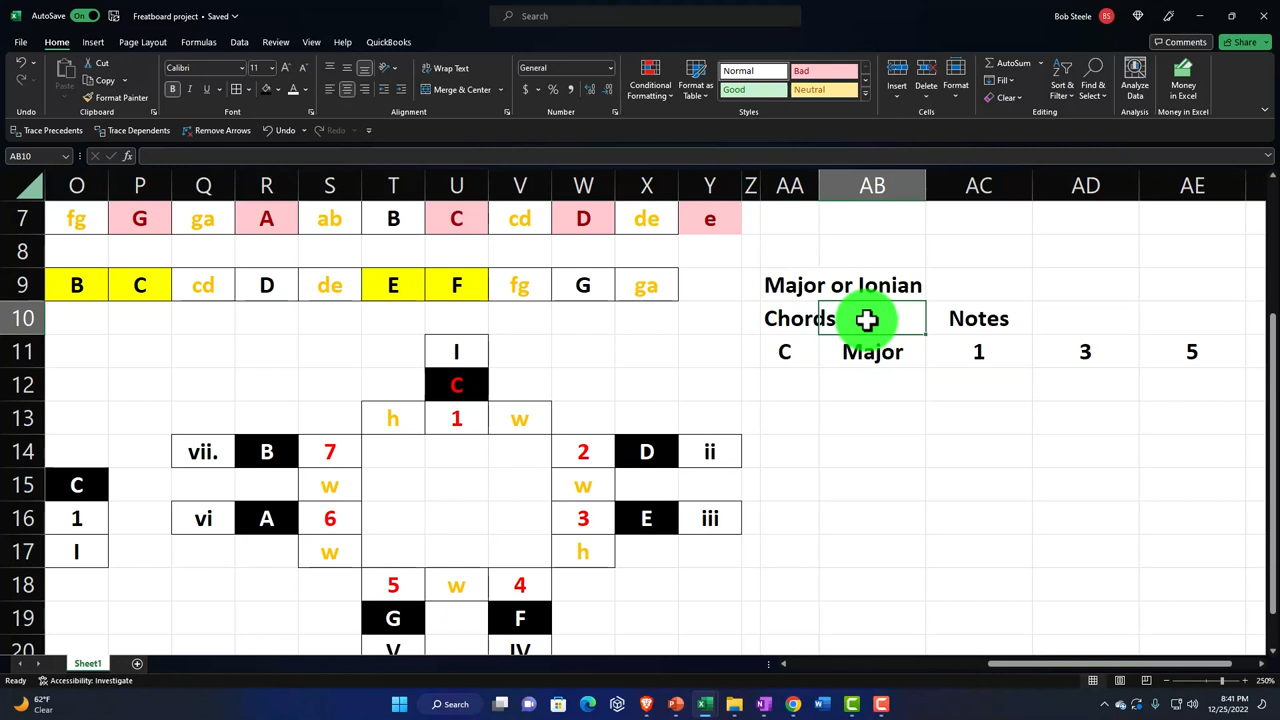 AutoSave On Freatboard project • Saved Search Bob Steele BS
File Home Insert Page Layout Formulas Data Review View Help QuickBooks Comments Share
Cut Calibri 11 Wrap Text General Normal Bad AutoSum
Copy Good Neutral
Paste Format Painter B I U Merge & Center $ % Conditional Formatting Format as Table Insert Delete Format Clear Sort & Filter Find & Select Analyze Data Money in Excel
Undo Clipboard Font Alignment Number Styles Cells Editing Analysis Money in Excel
Trace Precedents Trace Dependents Remove Arrows Undo Redo
AB10 fx
O P Q R S T U V W X Y Z AA AB AC AD AE
7 fg G ga A ab B C cd D de e
8
9 B C cd D de E F fg G ga Major or Ionian
10 Chords Notes
11 I C Major 1 3 5
12 C
13 h 1 w
14 vii. B 7 2 D ii
15 C w w
16 1 vi A 6 3 E iii
17 I w h
18 5 w 4
19 G F
20 V IV
Sheet1
Ready Accessibility: Investigate 250%
62°F
Clear
Search
8:41 PM
12/25/2022